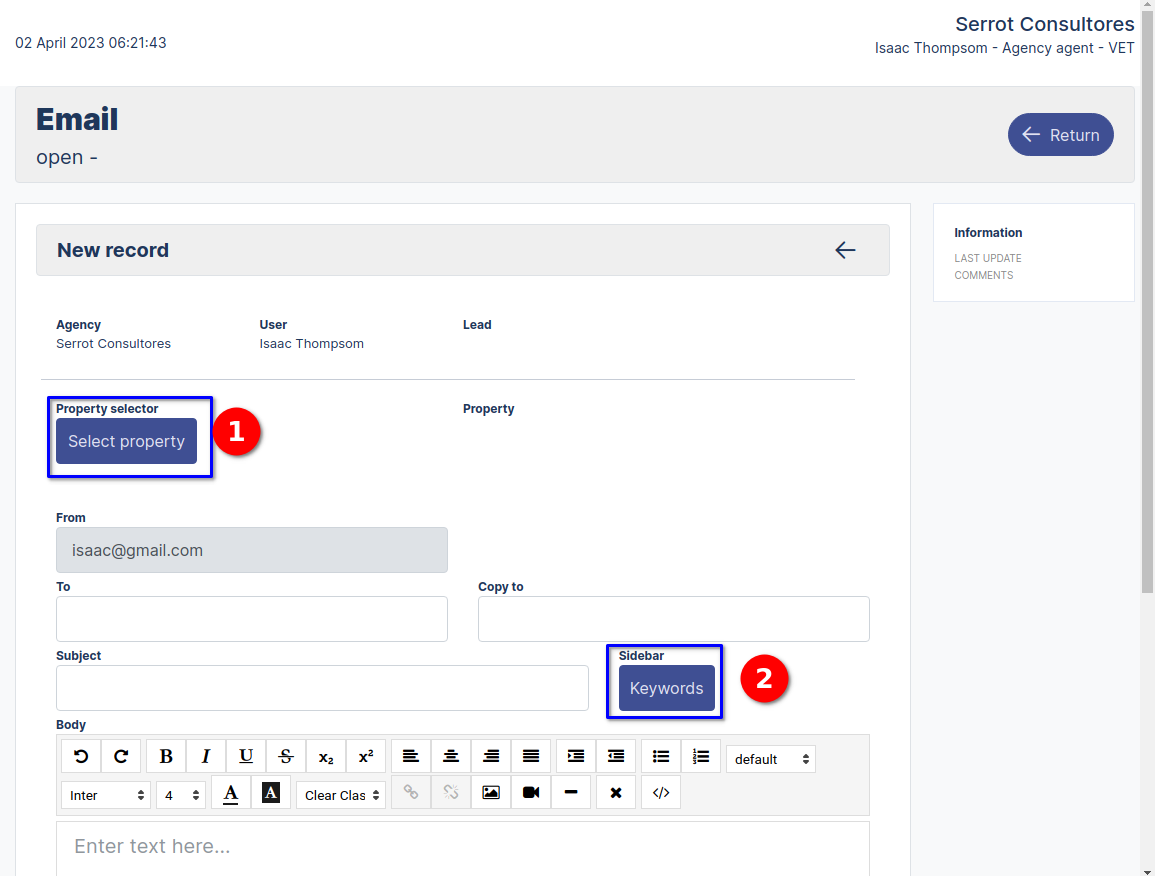 Serrot Consultores
02 April 2023 06:21:43
Isaac Thompsom - Agency agent - VET
Email
open -
Return
New record
Information
LAST UPDATE
COMMENTS
Agency User Lead
Serrot Consultores Isaac Thompsom
Property selector Property
Select property
1
From
isaac@gmail.com
To Copy to
Subject Sidebar
Keywords
2
Body
B I U S x₂ x²
default
Inter 4 A A Clear Clas
</>
Enter text here...